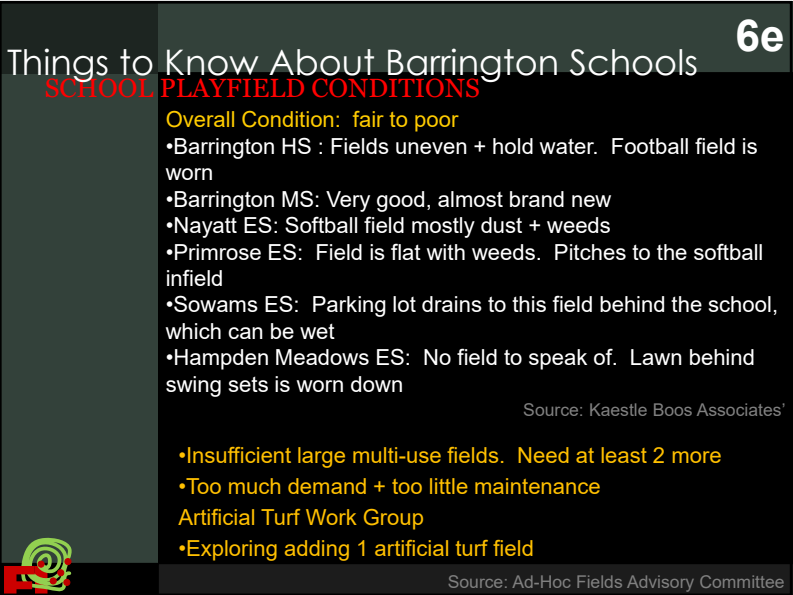 6e
Things to Know About Barrington Schools
SCHOOL PLAYFIELD CONDITIONS
Overall Condition:  fair to poor
•Barrington HS : Fields uneven + hold water.  Football field is
worn
•Barrington MS: Very good, almost brand new
•Nayatt ES: Softball field mostly dust + weeds
•Primrose ES:  Field is flat with weeds.  Pitches to the softball
infield
•Sowams ES:  Parking lot drains to this field behind the school,
which can be wet
•Hampden Meadows ES:  No field to speak of.  Lawn behind
swing sets is worn down
Source: Kaestle Boos Associates'
•Insufficient large multi-use fields.  Need at least 2 more
•Too much demand + too little maintenance
Artificial Turf Work Group
•Exploring adding 1 artificial turf field
Source: Ad-Hoc Fields Advisory Committee